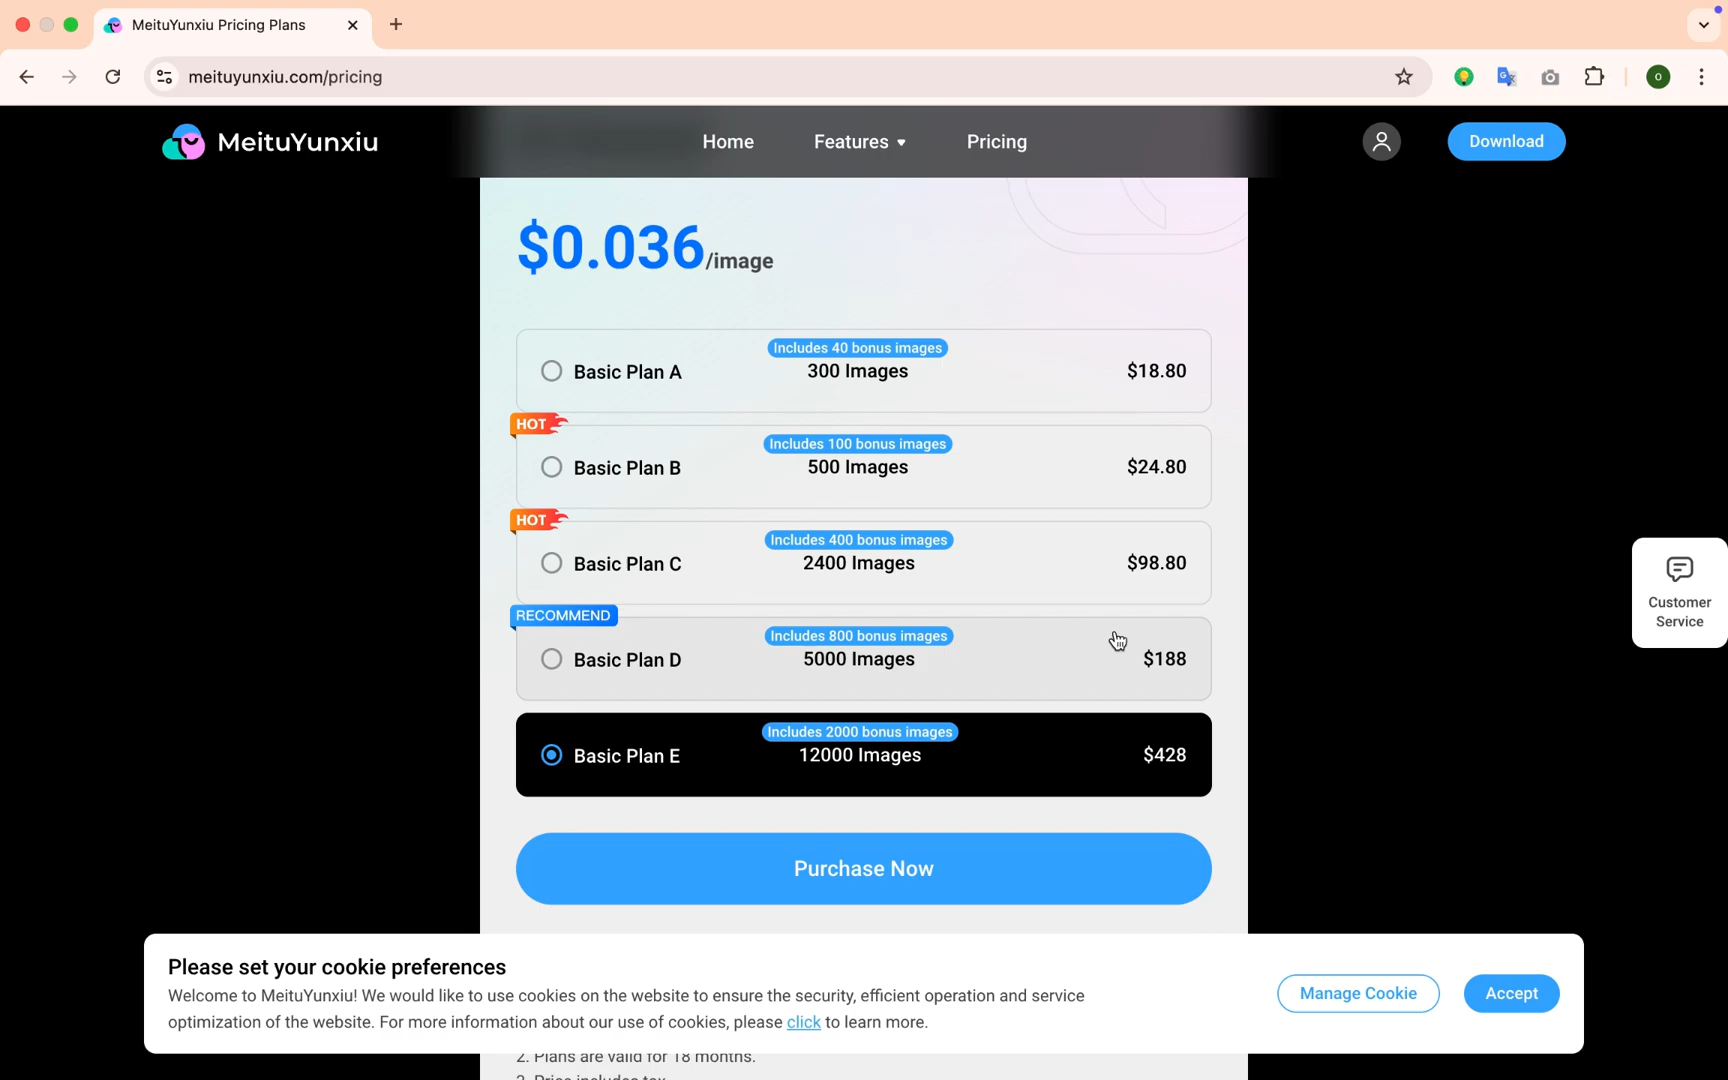 MeituYunxiu Pricing Plans
meituyunxiu.com/pricing
MeituYunxiu
Home
Features
Pricing
Download
$0.036/image
Includes 40 bonus images
Basic Plan A
300 Images
$18.80
HOT
Includes 100 bonus images
Basic Plan B
500 Images
$24.80
HOT
Includes 400 bonus images
Basic Plan C
2400 Images
$98.80
RECOMMEND
Includes 800 bonus images
Basic Plan D
5000 Images
$188
Includes 2000 bonus images
Basic Plan E
12000 Images
$428
Purchase Now
Customer
Service
Please set your cookie preferences
Welcome to MeituYunxiu! We would like to use cookies on the website to ensure the security, efficient operation and service
optimization of the website. For more information about our use of cookies, please click to learn more.
Manage Cookie
Accept
2. Plans are valid for 18 months.